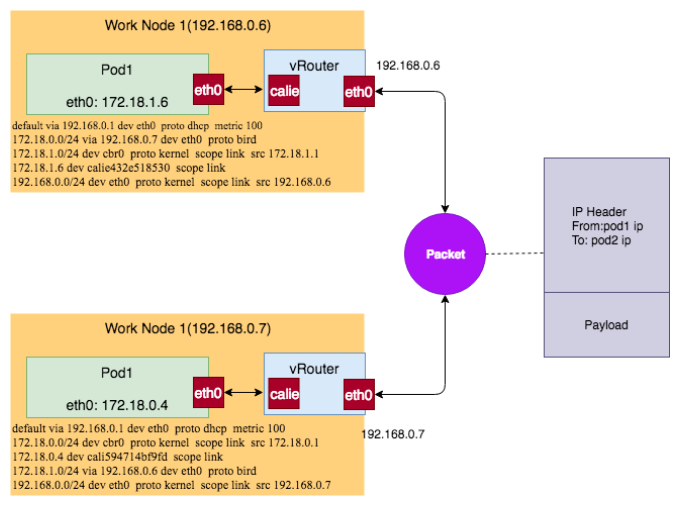 Work Node 1(192.168.0.6)
Pod1
eth0: 172.18.1.6
eth0
vRouter
calie
eth0
192.168.0.6
default via 192.168.0.1 dev eth0 proto dhcp metric 100
172.18.0.0/24 via 192.168.0.7 dev eth0 proto bird
172.18.1.0/24 dev cbr0 proto kernel scope link src 172.18.1.1
172.18.1.6 dev calie432e518530 scope link
192.168.0.0/24 dev eth0 proto kernel scope link src 192.168.0.6
Packet
IP Header
From:pod1 ip
To: pod2 ip
Payload
Work Node 1(192.168.0.7)
Pod1
eth0: 172.18.0.4
eth0
vRouter
calie
eth0
192.168.0.7
default via 192.168.0.1 dev eth0 proto dhcp metric 100
172.18.0.0/24 dev cbr0 proto kernel scope link src 172.18.0.1
172.18.0.4 dev cali594714bf9fd scope link
172.18.1.0/24 via 192.168.0.6 dev eth0 proto bird
192.168.0.0/24 dev eth0 proto kernel scope link src 192.168.0.7